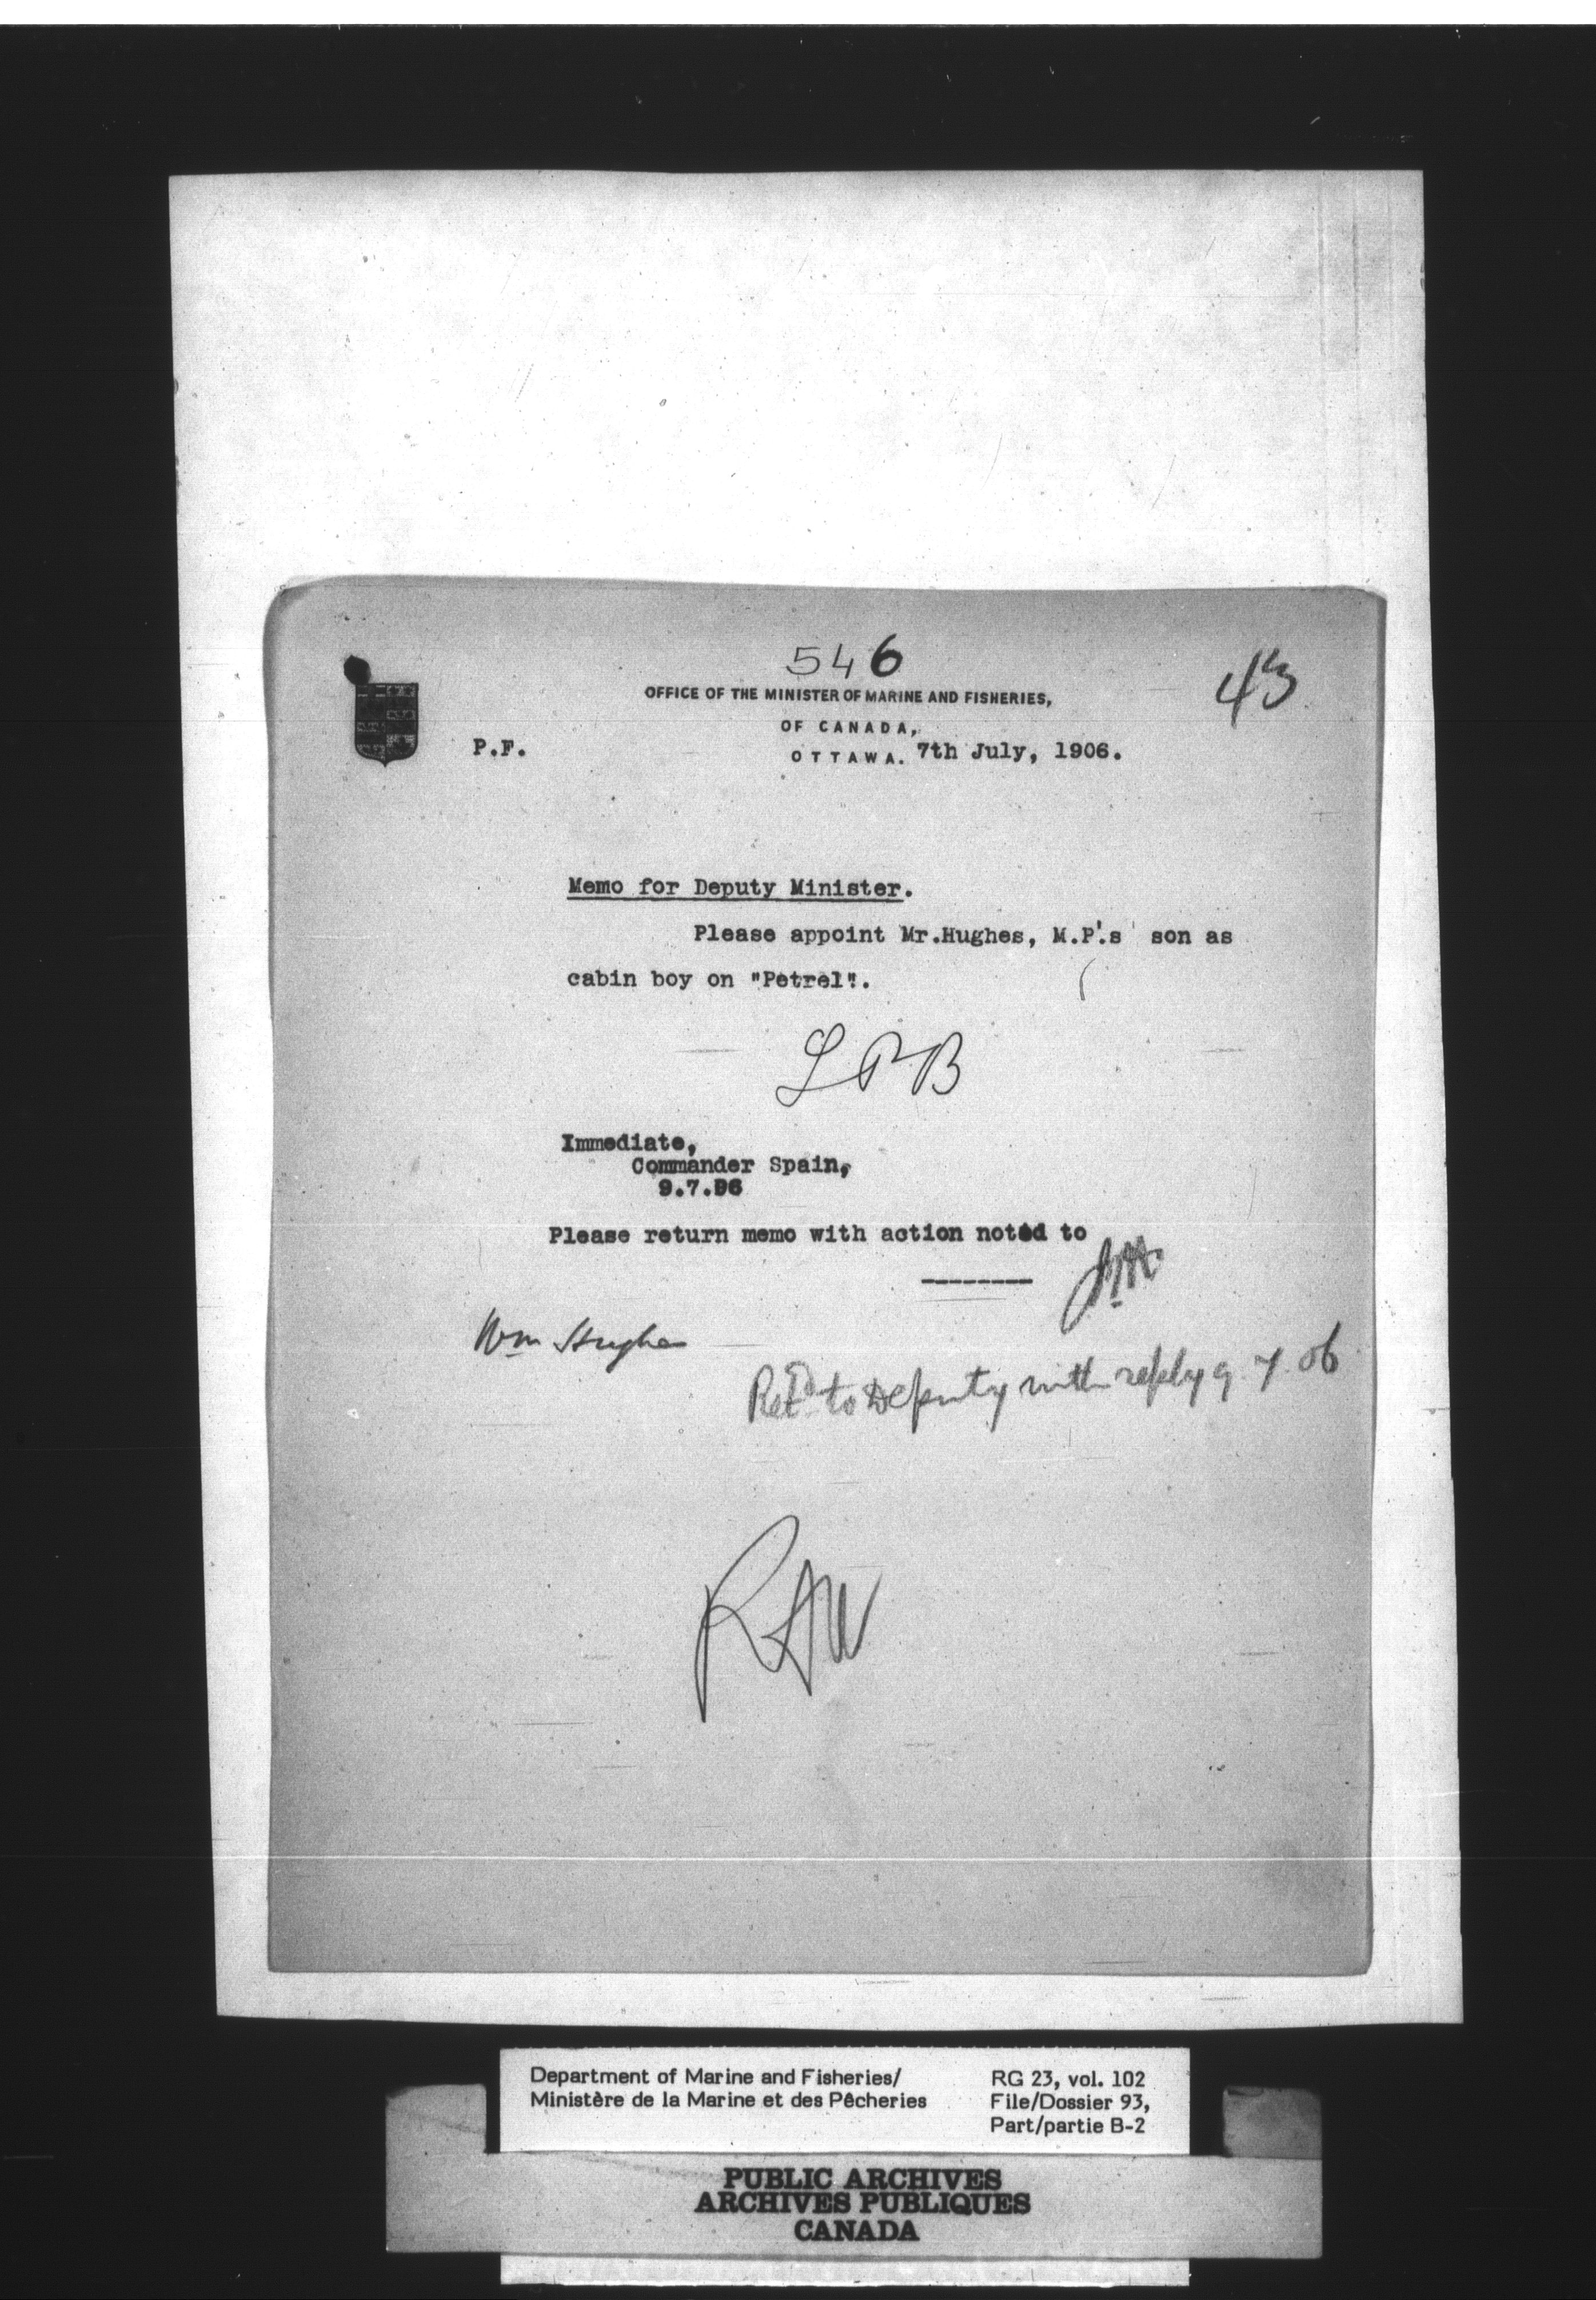 546
43
OFFICE OF THE MINISTER OF MARINE AND FISHERIES,
OF CANADA,
P.F.
OTTAWA. 7th July, 1906.
Memo for Deputy Minister.
Please appoint Mr.Hughes, M.P.'s son as
cabin boy on "Petrel".
LPB
Immediate,
Commander Spain,
9.7.06
Please return memo with action noted to
Wm Hughes
Retd to Deputy with reply 9.7.06
Department of Marine and Fisheries/
Ministère de la Marine et des Pêcheries
RG 23, vol. 102
File/Dossier 93,
Part/partie B-2
PUBLIC ARCHIVES
ARCHIVES PUBLIQUES
CANADA